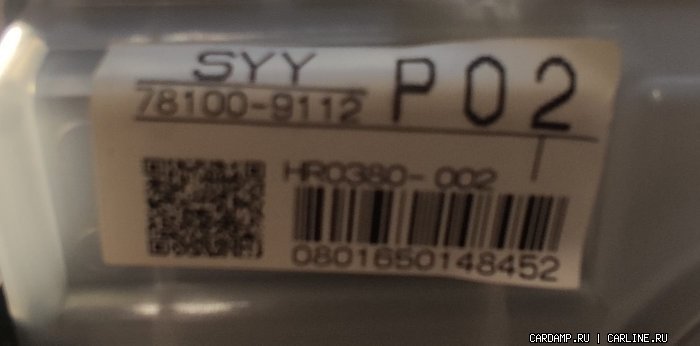 SYY
78100-9112
P02
HR0380-002
0801650148452
CARDAMP.RU | CARLINE.RU